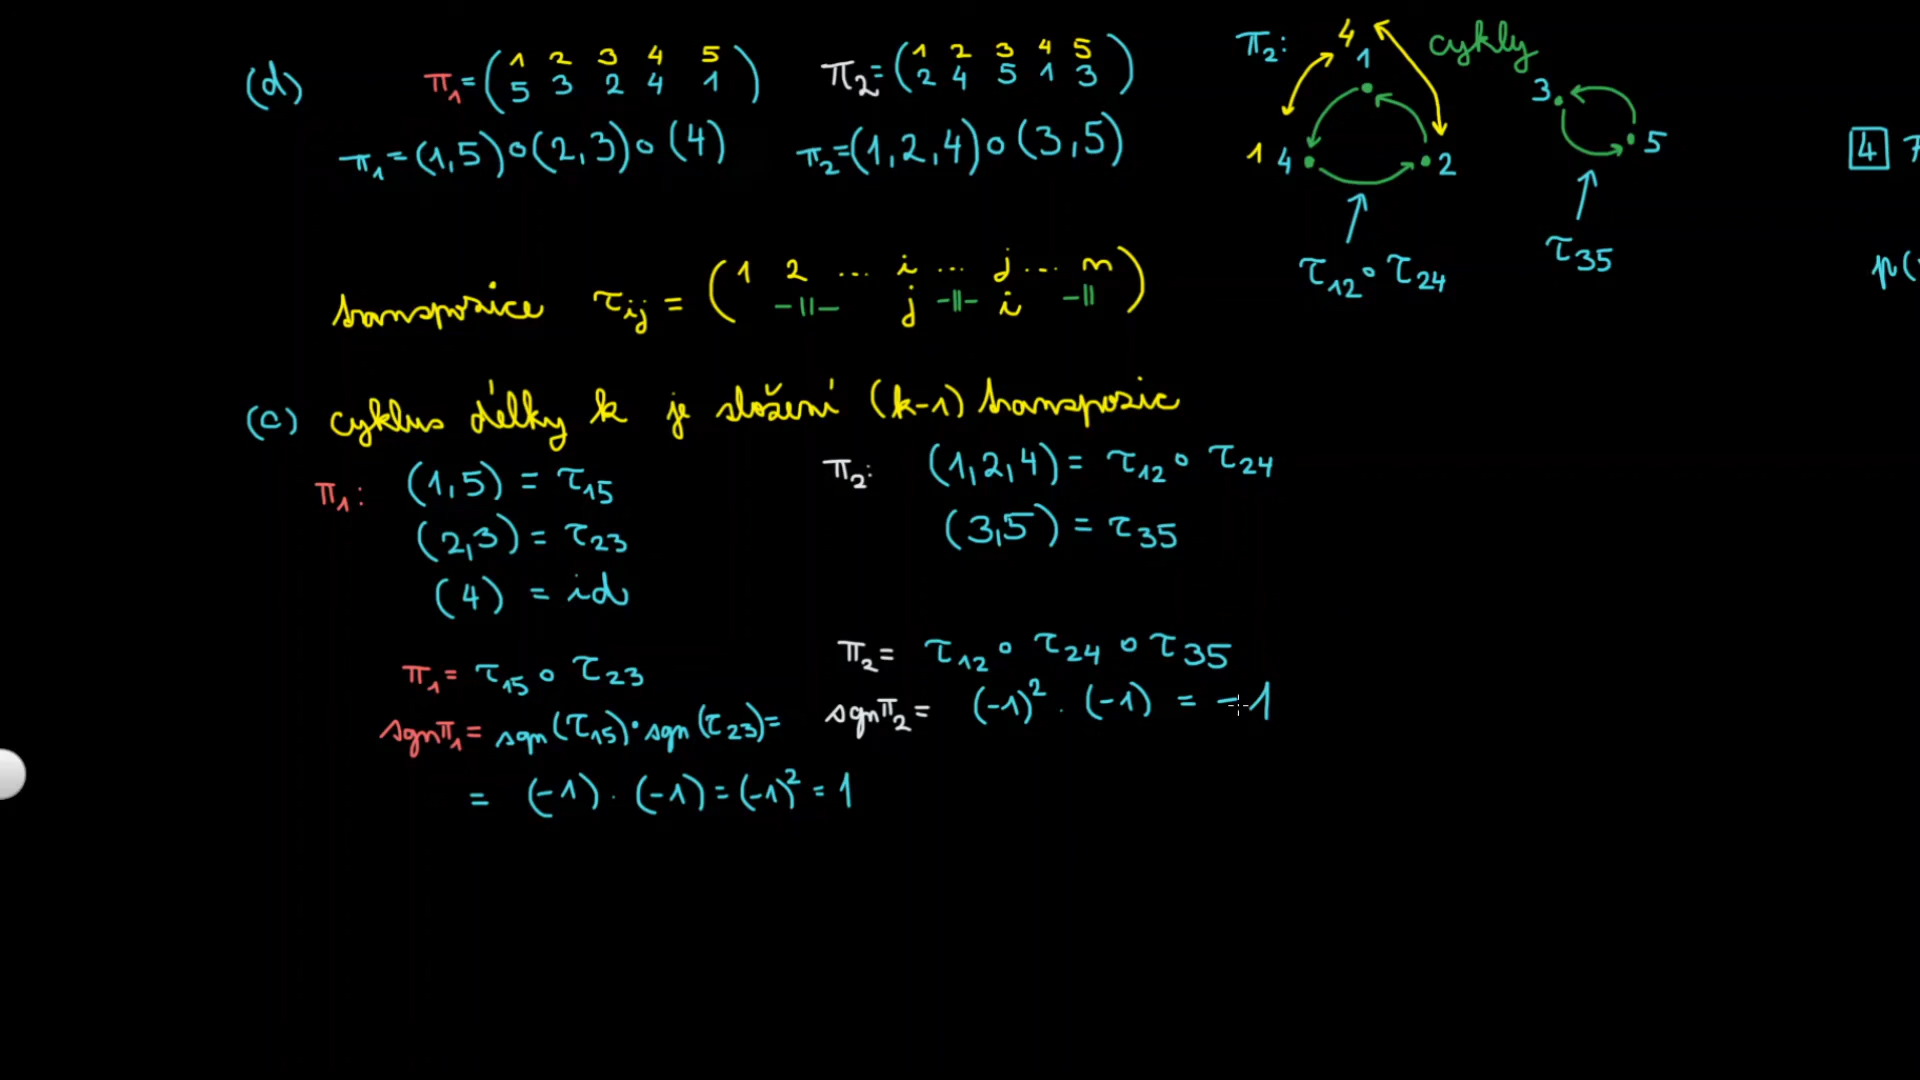 (d) π₁ = (1 2 3 4 5 / 5 3 2 4 1) π₂ = (1 2 3 4 5 / 2 4 5 1 3)
π₁ = (1,5) ∘ (2,3) ∘ (4) π₂ = (1,2,4) ∘ (3,5)
π₂: 4 1 cykly 3 5
1 4 2
τ₁₂ ∘ τ₂₄ τ₃₅
4
p(
transpozice τij = (1 2 ... i ... j ... n / -||- j -||- i -||)
(c) cyklus délky k je složení (k-1) transpozic
π₁: (1,5) = τ₁₅
(2,3) = τ₂₃
(4) = id
π₂: (1,2,4) = τ₁₂ ∘ τ₂₄
(3,5) = τ₃₅
π₁ = τ₁₅ ∘ τ₂₃
sgn π₁ = sgn(τ₁₅) · sgn(τ₂₃) =
= (-1) · (-1) = (-1)² = 1
π₂ = τ₁₂ ∘ τ₂₄ ∘ τ₃₅
sgn π₂ = (-1)² · (-1) = -1